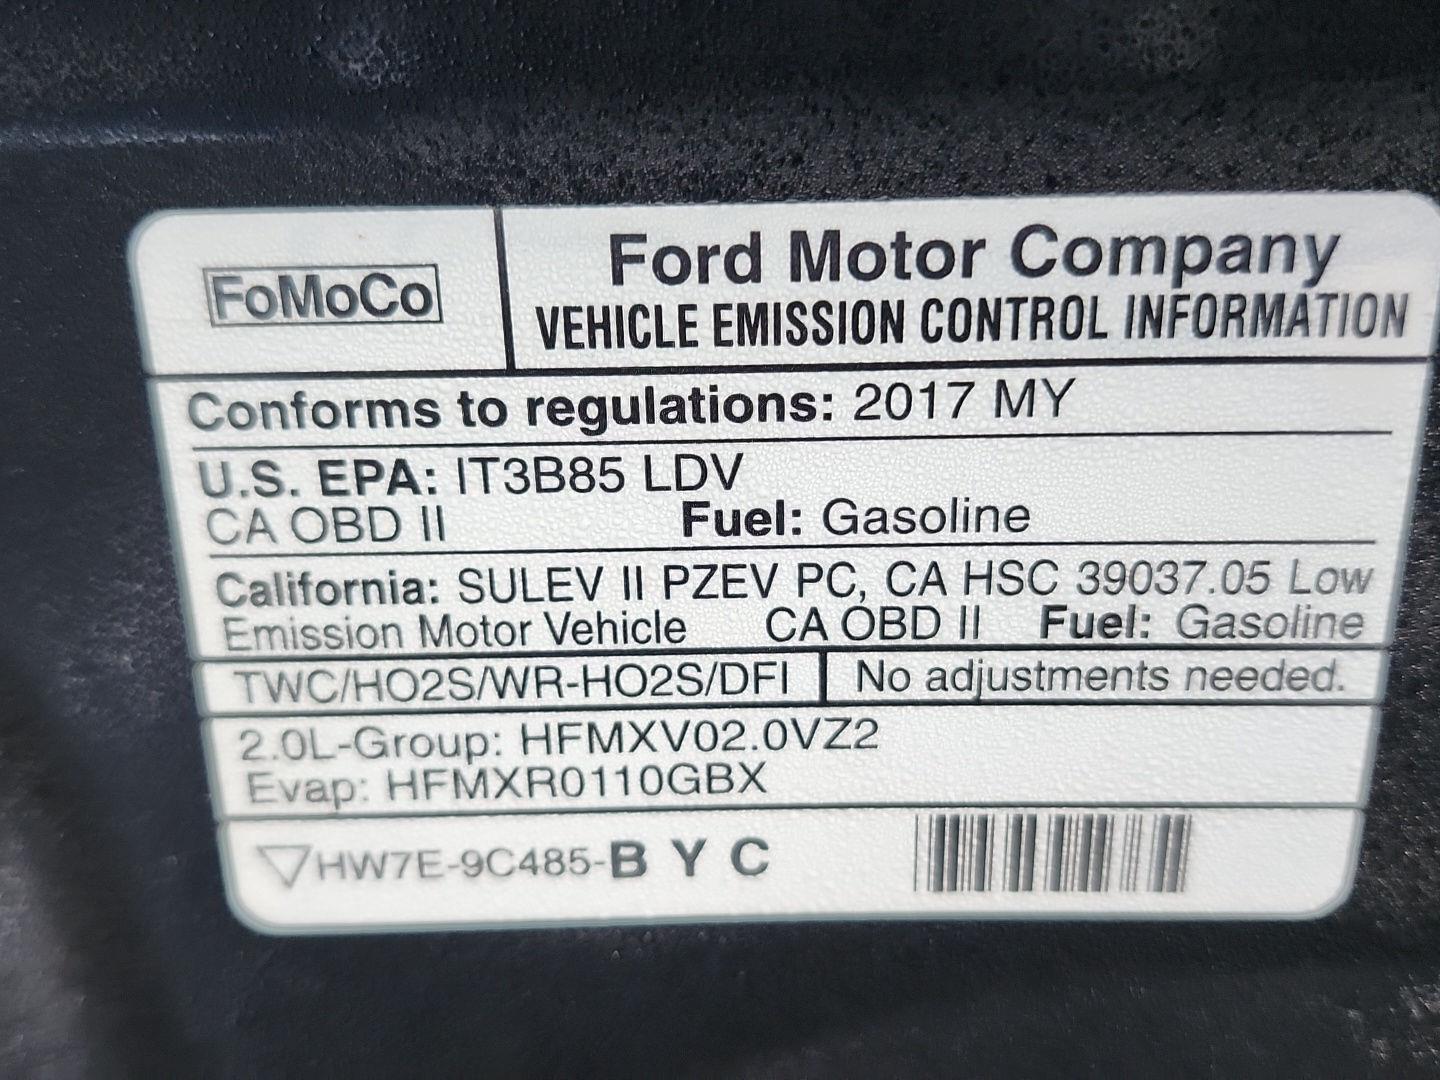 FoMoCo
Ford Motor Company
VEHICLE EMISSION CONTROL INFORMATION
Conforms to regulations: 2017 MY
U.S. EPA: IT3B85 LDV
CA OBD II Fuel: Gasoline
California: SULEV II PZEV PC, CA HSC 39037.05 Low
Emission Motor Vehicle CA OBD II Fuel: Gasoline
TWC/HO2S/WR-HO2S/DFI No adjustments needed.
2.0L-Group: HFMXV02.0VZ2
Evap: HFMXR0110GBX
HW7E-9C485-B Y C